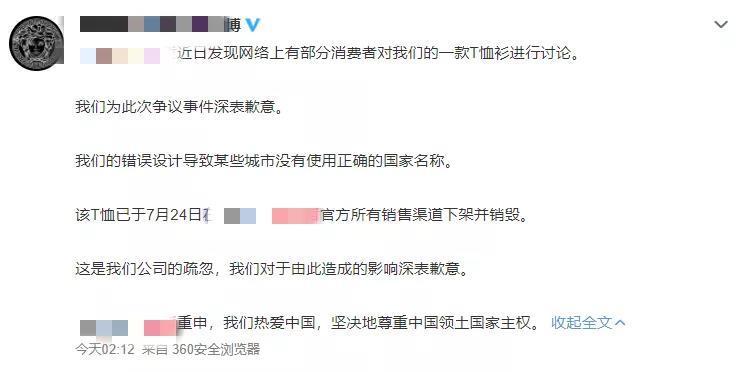 博
近日发现网络上有部分消费者对我们的一款T恤衫进行讨论。
我们为此次争议事件深表歉意。
我们的错误设计导致某些城市没有使用正确的国家名称。
该T恤已于7月24日 官方所有销售渠道下架并销毁。
这是我们公司的疏忽，我们对于由此造成的影响深表歉意。
重申，我们热爱中国，坚决地尊重中国领土国家主权。 收起全文
今天02:12 来自 360安全浏览器